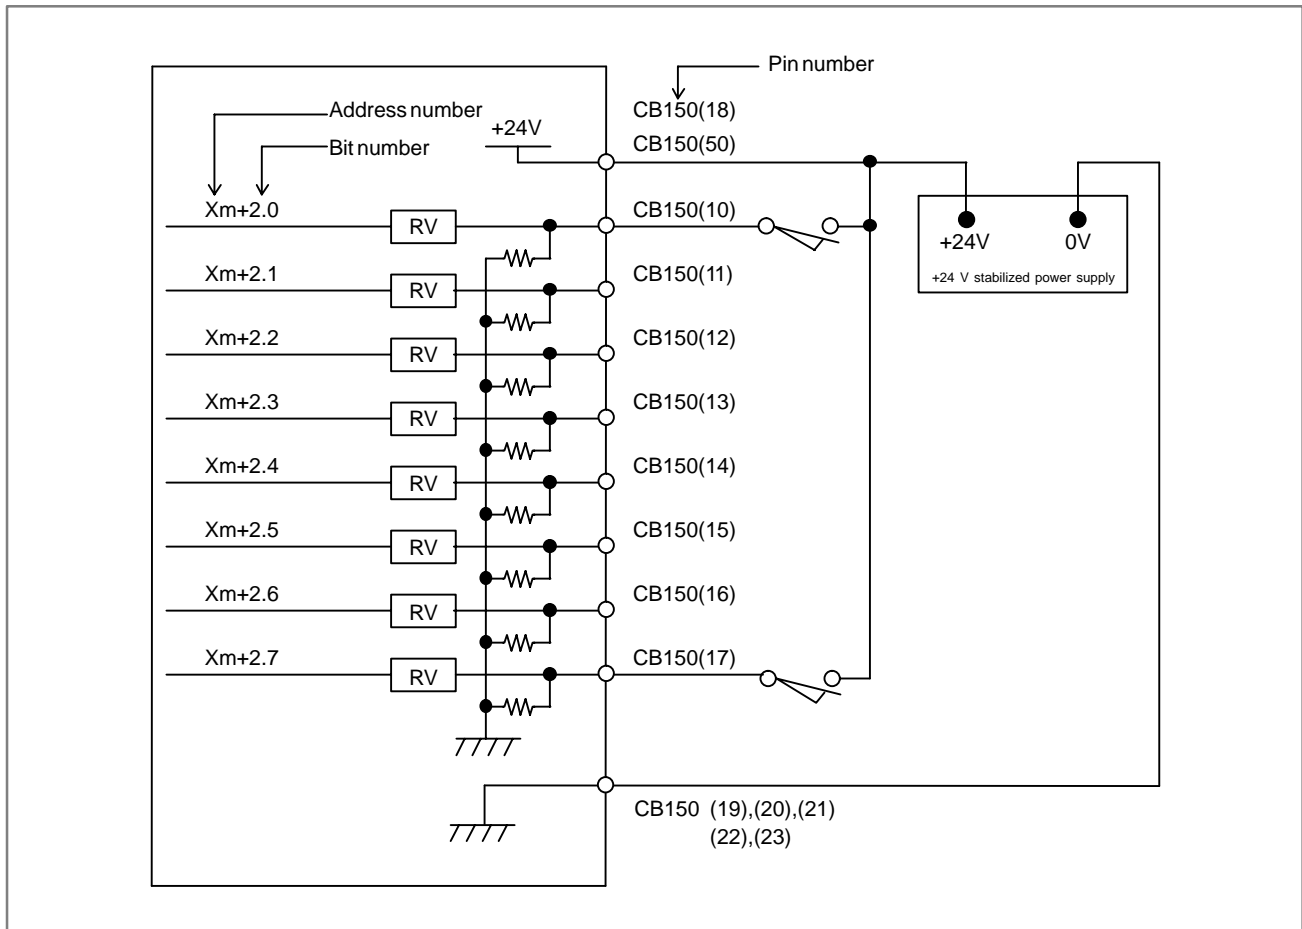 Pin number
CB150(18)
Address number
+24V
CB150(50)
Bit number
Xm+2.0
RV
CB150(10)
+24V
0V
+24 V stabilized power supply
Xm+2.1
RV
CB150(11)
Xm+2.2
RV
CB150(12)
Xm+2.3
RV
CB150(13)
Xm+2.4
RV
CB150(14)
Xm+2.5
RV
CB150(15)
Xm+2.6
RV
CB150(16)
Xm+2.7
RV
CB150(17)
CB150 (19),(20),(21)
(22),(23)